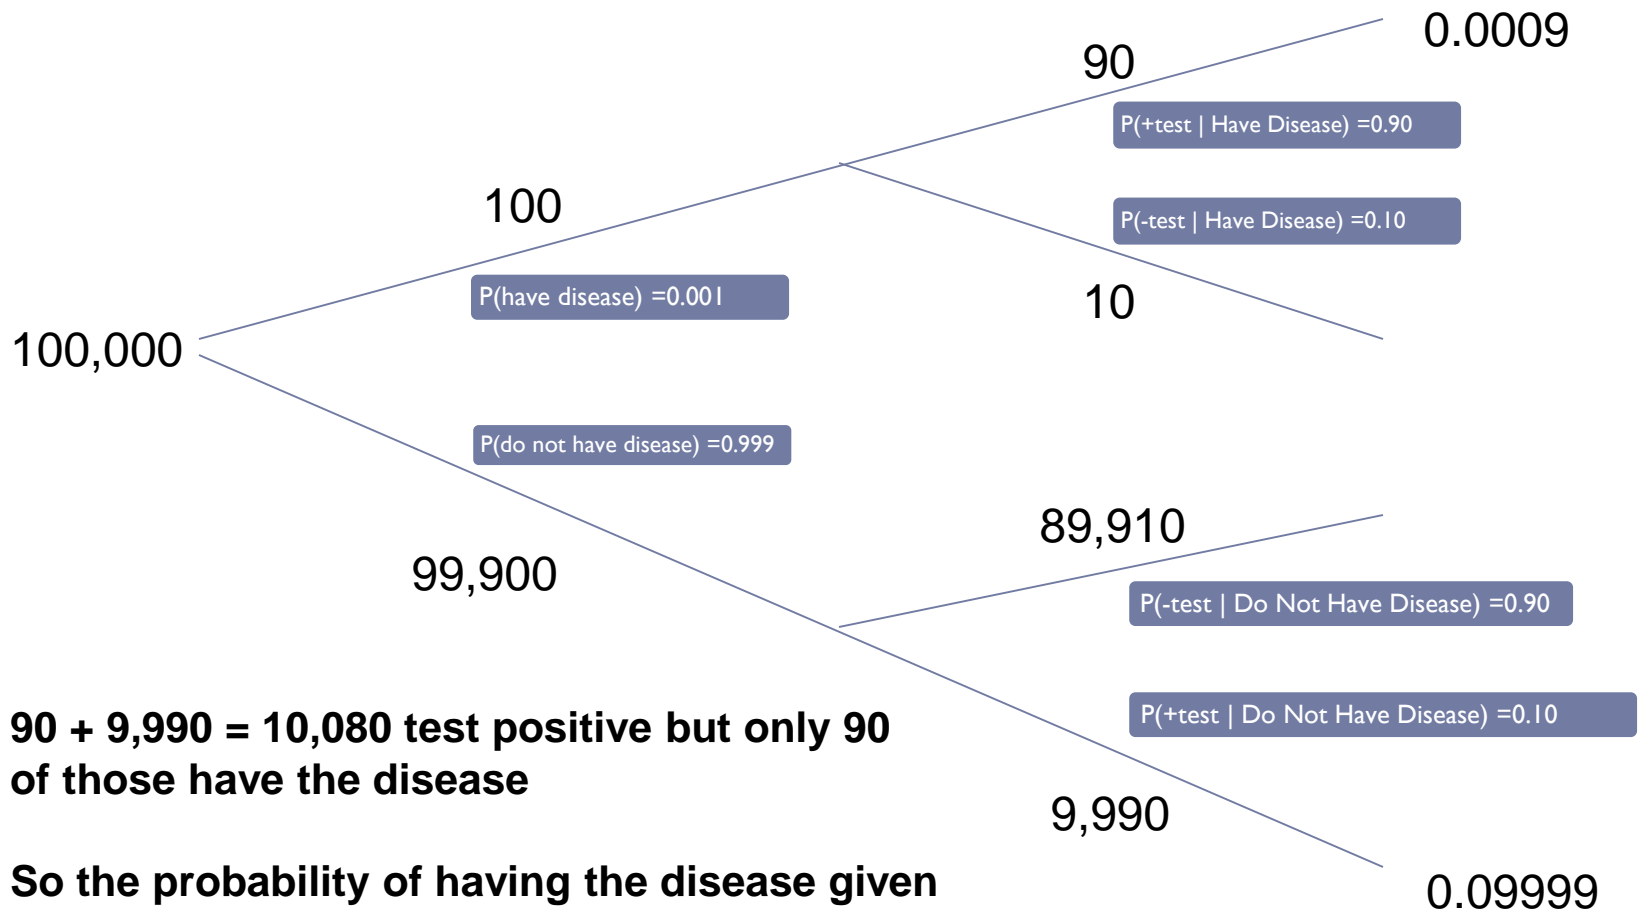 0.0009
90
P(+test | Have Disease) =0.90
100
P(-test | Have Disease) =0.10
P(have disease) =0.001
10
100,000
P(do not have disease) =0.999
89,910
99,900
P(-test | Do Not Have Disease) =0.90
P(+test | Do Not Have Disease) =0.10
90 + 9,990 = 10,080 test positive but only 90
of those have the disease
9,990
So the probability of having the disease given
0.09999